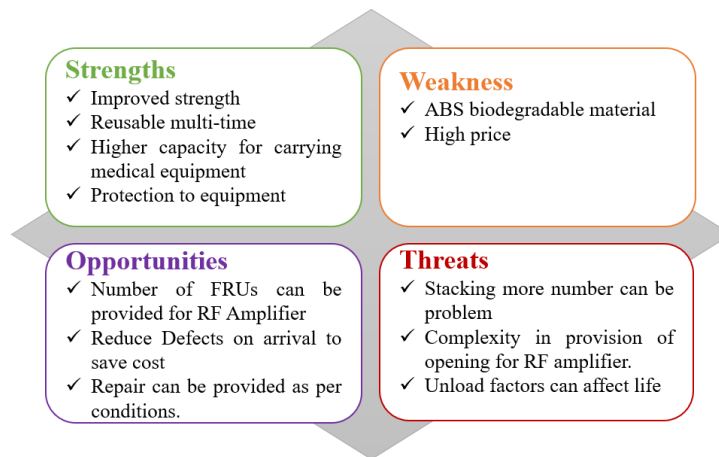 Strengths
✓ Improved strength
✓ Reusable multi-time
✓ Higher capacity for carrying
medical equipment
✓ Protection to equipment
Weakness
✓ ABS biodegradable material
✓ High price
Opportunities
✓ Number of FRUs can be
provided for RF Amplifier
✓ Reduce Defects on arrival to
save cost
✓ Repair can be provided as per
conditions.
Threats
✓ Stacking more number can be
problem
✓ Complexity in provision of
opening for RF amplifier.
✓ Unload factors can affect life